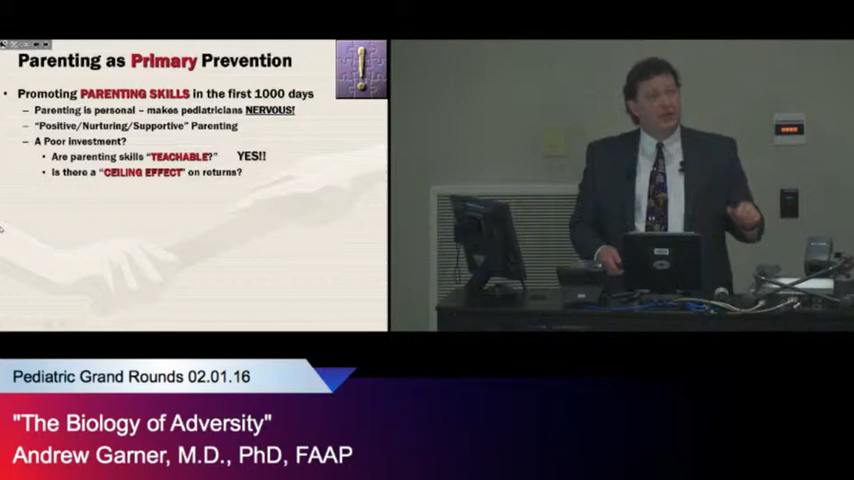 Parenting as Primary Prevention
• Promoting PARENTING SKILLS in the first 1000 days
– Parenting is personal – makes pediatricians NERVOUS!
– "Positive/Nurturing/Supportive" Parenting
– A Poor investment?
• Are parenting skills "TEACHABLE?" YES!!
• Is there a "CEILING EFFECT" on returns?
Pediatric Grand Rounds 02.01.16
"The Biology of Adversity"
Andrew Garner, M.D., PhD, FAAP